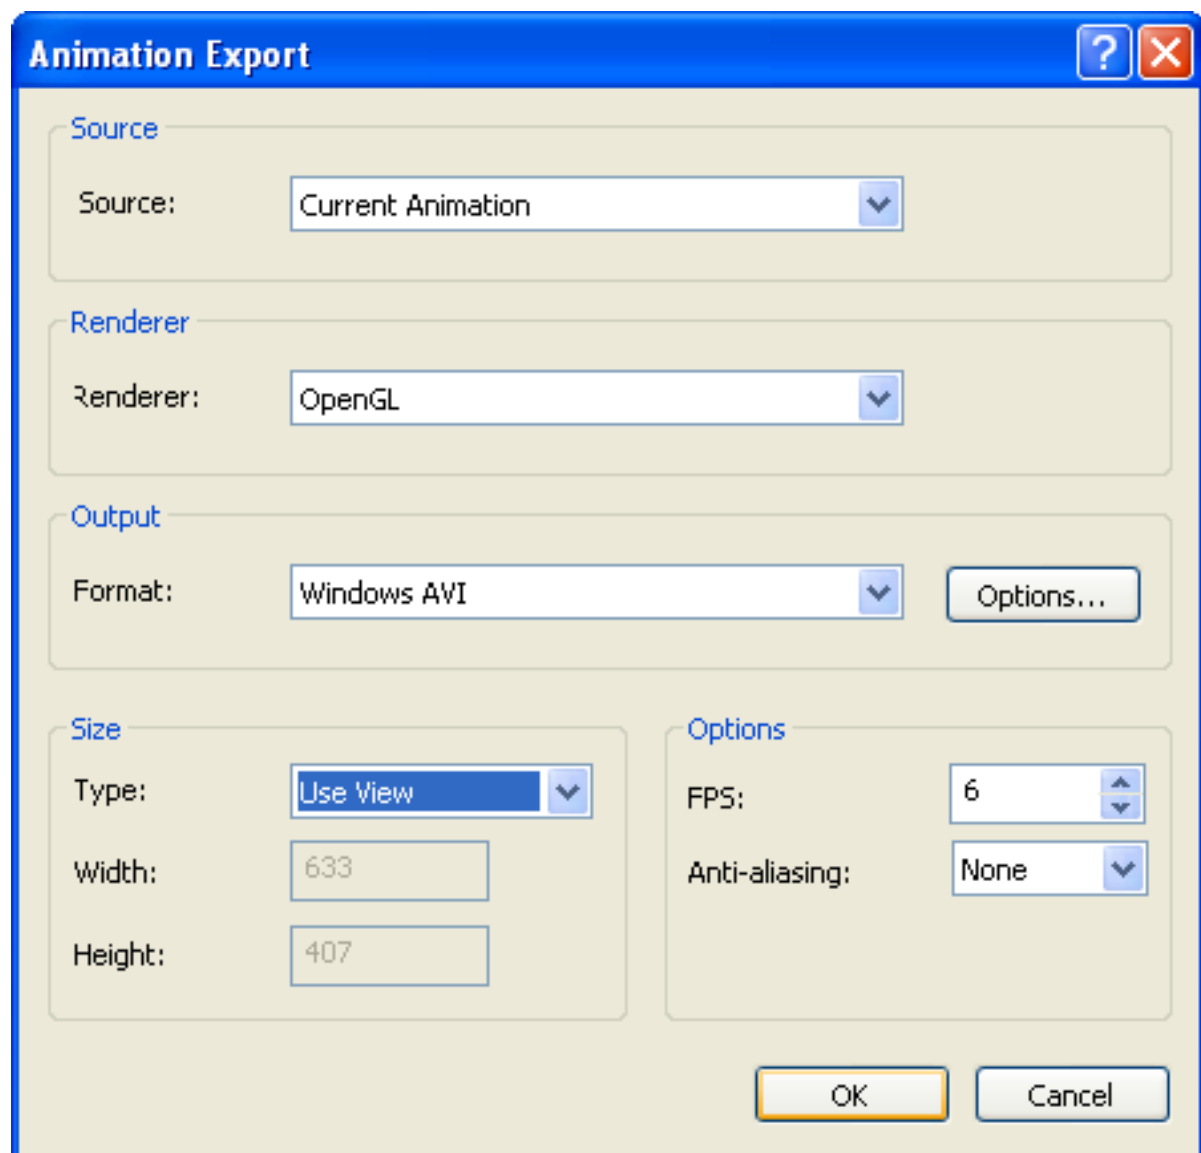 Animation Export
Source
Source: Current Animation
Renderer
Renderer: OpenGL
Output
Format: Windows AVI Options...
Size
Type: Use View
Width: 633
Height: 407
Options
FPS: 6
Anti-aliasing: None
OK Cancel